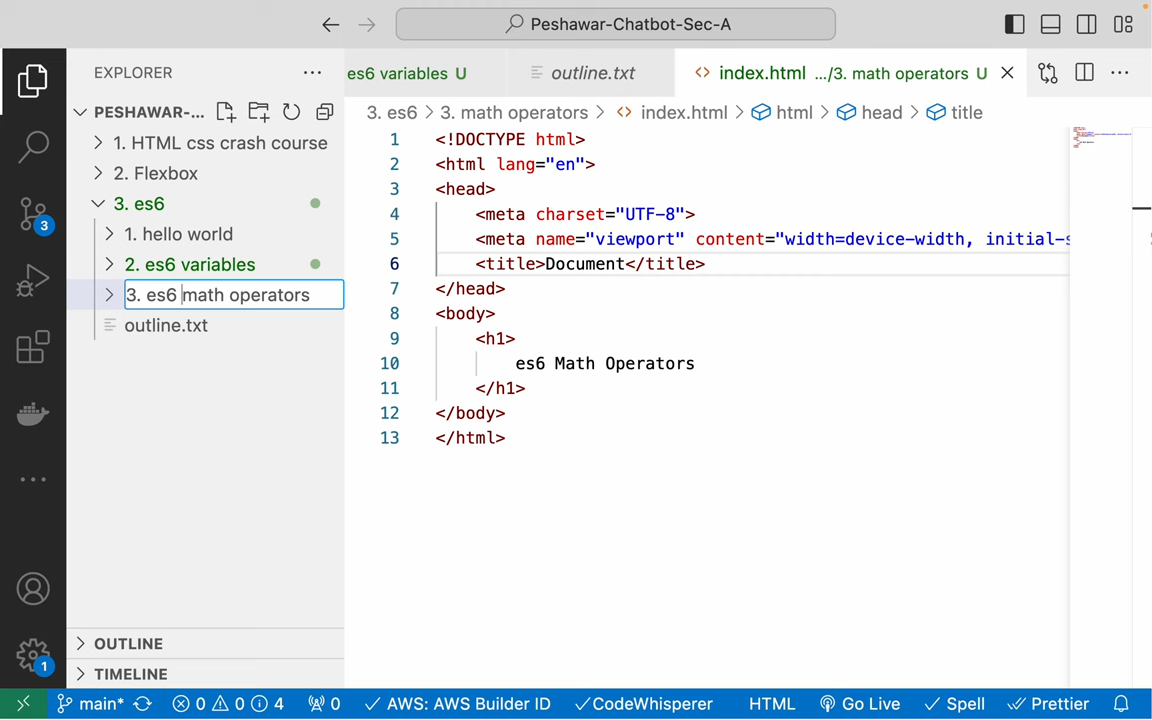 Peshawar-Chatbot-Sec-A
EXPLORER
es6 variables U
outline.txt
index.html .../3. math operators U
PESHAWAR-...
3. es6 > 3. math operators > index.html > html > head > title
1. HTML css crash course
2. Flexbox
3. es6
1. hello world
2. es6 variables
3. es6 math operators
outline.txt
1 <!DOCTYPE html>
2 <html lang="en">
3 <head>
4 <meta charset="UTF-8">
5 <meta name="viewport" content="width=device-width, initial-s
6 <title>Document</title>
7 </head>
8 <body>
9 <h1>
10 es6 Math Operators
11 </h1>
12 </body>
13 </html>
3
OUTLINE
TIMELINE
1
main* 0 0 4 0 AWS: AWS Builder ID CodeWhisperer HTML Go Live Spell Prettier